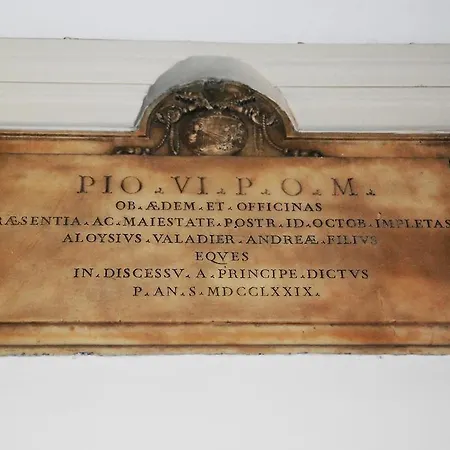 PIO . VI . P . O . M .
OB . ÆDEM . ET . OFFICINAS
RÆSENTIA . AC . MAIESTATE . POSTR . ID . OCTOB . IMPLETAS
ALOYSIVS . VALADIER . ANDREÆ . FILIVS
EQVES
IN . DISCESSV . A . PRINCIPE . DICTVS
P . AN . S . MDCCLXXIX .